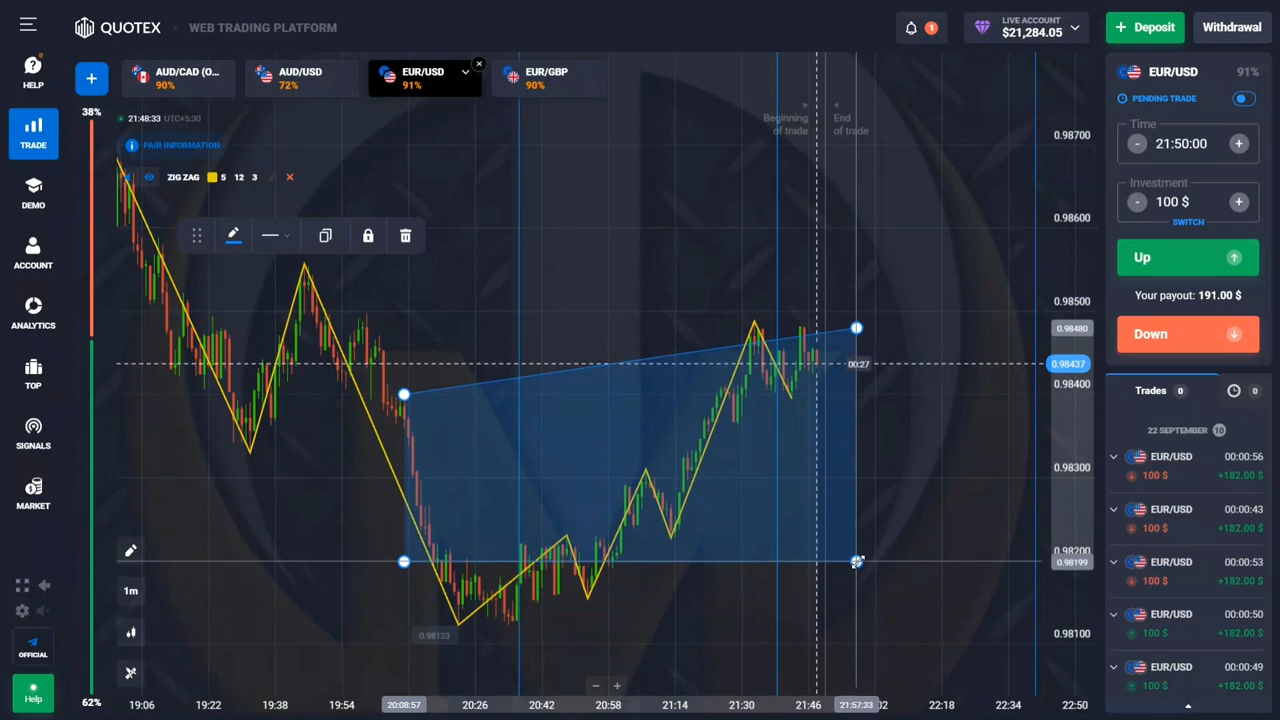 QUOTEX
WEB TRADING PLATFORM
1
LIVE ACCOUNT
$21,284.05
+ Deposit
Withdrawal
HELP
TRADE
DEMO
ACCOUNT
ANALYTICS
TOP
SIGNALS
MARKET
OFFICIAL
Help
38%
62%
+
AUD/CAD (O...
90%
AUD/USD
72%
EUR/USD
91%
EUR/GBP
90%
21:48:33 UTC+5:30
PAIR INFORMATION
ZIG ZAG 5 12 3
Beginning
of trade
End
of trade
00:27
0.98123
1m
0.98700
0.98600
0.98500
0.98480
0.98437
0.98400
0.98300
0.98200
0.98199
0.98100
19:06
19:22
19:38
19:54
20:08:57
20:26
20:42
20:58
21:14
21:30
21:46
21:57:33
:02
22:18
22:34
22:50
EUR/USD 91%
PENDING TRADE
Time
- 21:50:00 +
Investment
- 100 $ +
SWITCH
Up
Your payout: 191.00 $
Down
Trades 0
0
22 SEPTEMBER 10
EUR/USD 00:00:56
100 $ +182.00 $
EUR/USD 00:00:43
100 $ +182.00 $
EUR/USD 00:00:53
100 $ +182.00 $
EUR/USD 00:00:50
100 $ +182.00 $
EUR/USD 00:00:49
100 $ +182.00 $